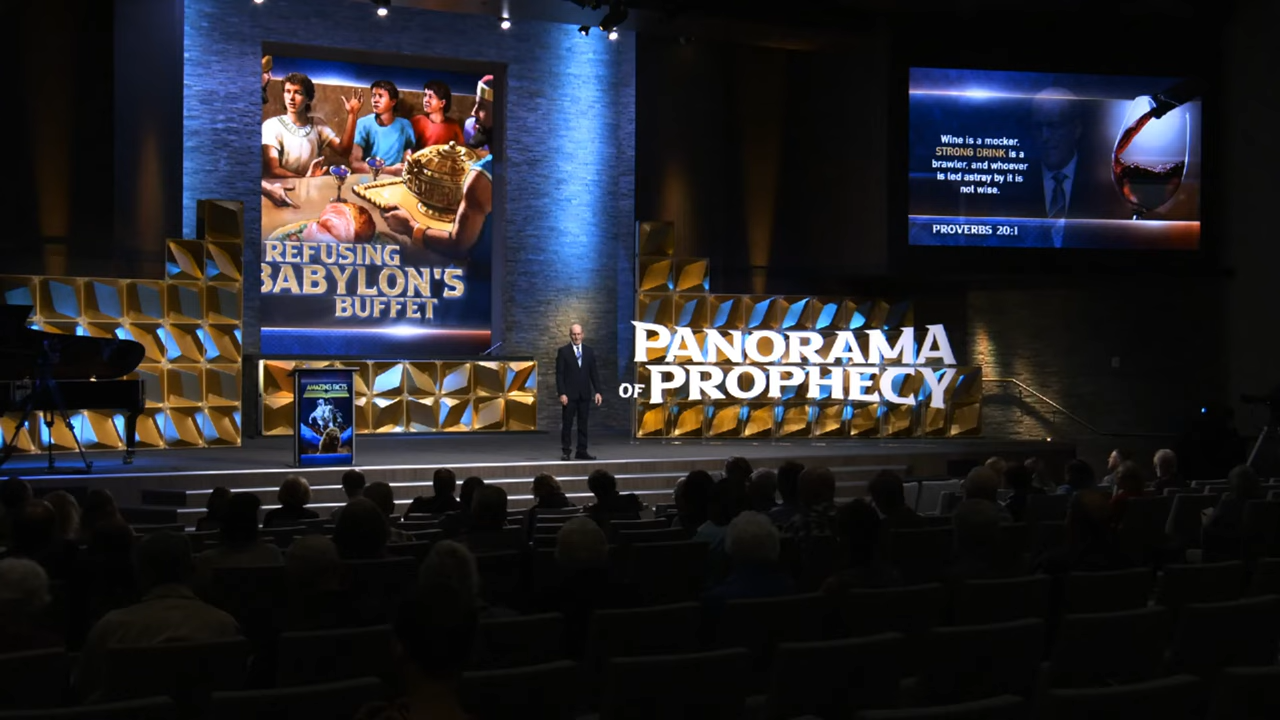 REFUSING
BABYLON'S
BUFFET
Wine is a mocker,
STRONG DRINK is a
brawler, and whoever
is led astray by it is
not wise.
PROVERBS 20:1
PANORAMA
OF PROPHECY
AMAZING FACTS